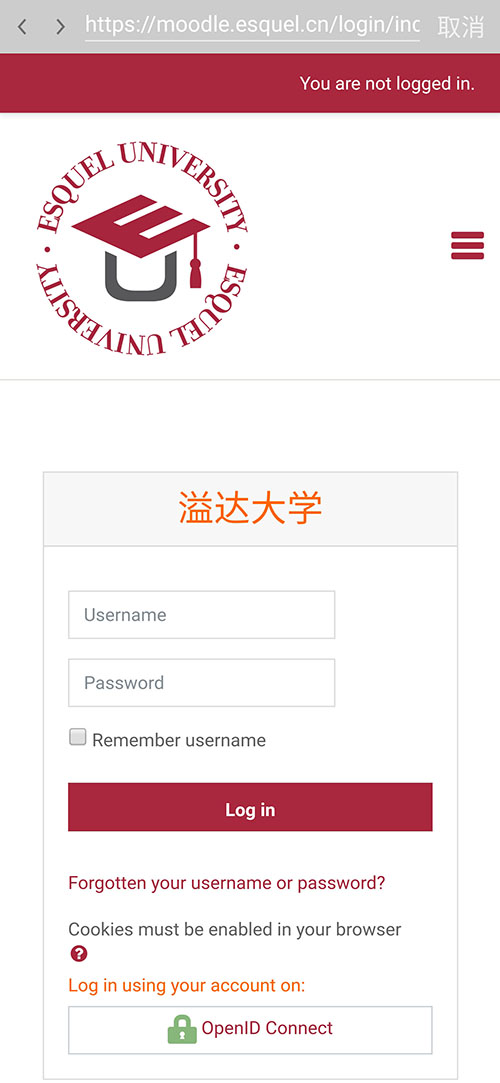 https://moodle.esquel.cn/login/inc
取消
You are not logged in.
ESQUEL UNIVERSITY • ESQUEL UNIVERSITY • ESQUEL UNIVERSITY
溢达大学
Username
Password
Remember username
Log in
Forgotten your username or password?
Cookies must be enabled in your browser
Log in using your account on:
OpenID Connect